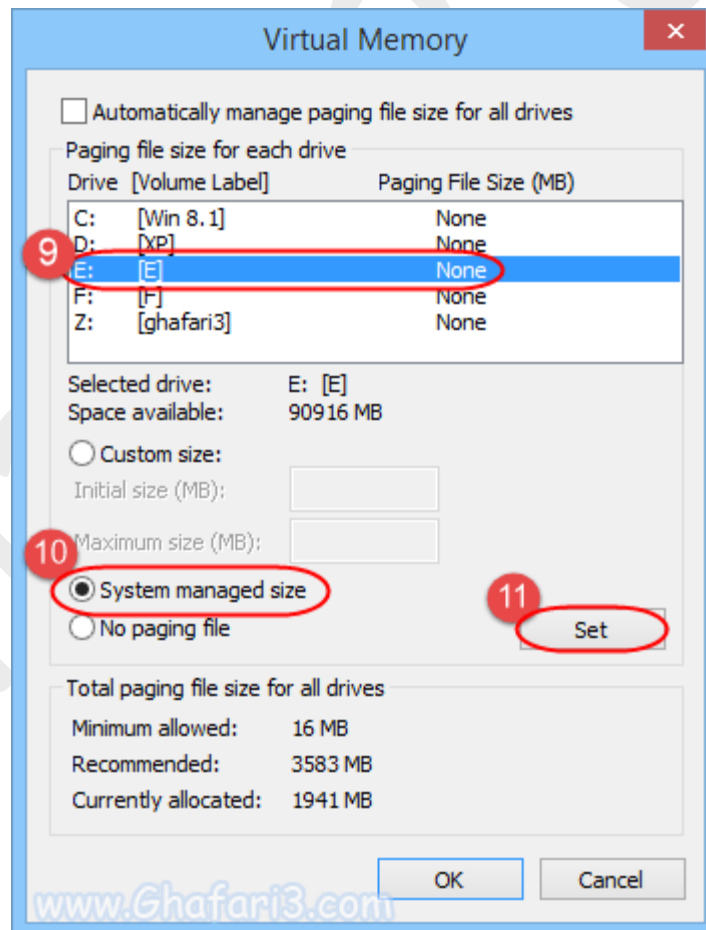 Virtual Memory
Automatically manage paging file size for all drives
Paging file size for each drive
Drive [Volume Label] Paging File Size (MB)
C: [Win 8.1] None
D: [XP] None
9
E: [E] None
F: [F] None
Z: [ghafari3] None
Selected drive: E: [E]
Space available: 90916 MB
Custom size:
Initial size (MB):
Maximum size (MB):
10
System managed size
11
No paging file Set
Total paging file size for all drives
Minimum allowed: 16 MB
Recommended: 3583 MB
Currently allocated: 1941 MB
OK Cancel
www.Ghafari3.com